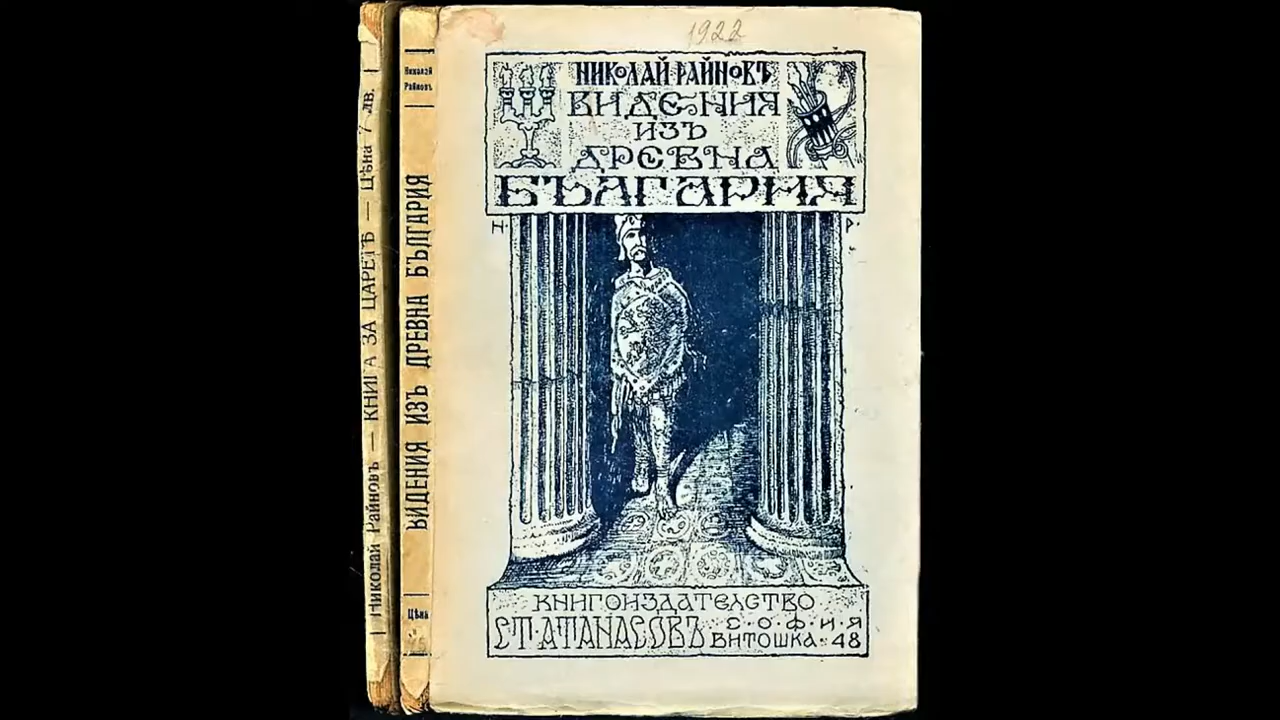 Николай Райновъ — КНИГА ЗА ЦАРЕТѢ — Цѣна 7 лв.
Николай
Райновъ
ВИДЕНИЯ ИЗЪ ДРЕВНА БЪЛГАРИЯ
Цѣна
1922
НИКОЛАЙ РАЙНОВЪ
ВИДЕНИЯ
ИЗЪ
ДРЕВНА
БЪЛГАРИЯ
Н. Р.
КНИГОИЗДАТЕЛСТВО
СТ. АТАНАСОВЪ С·О·Ф·И·Я
ВИТОШКА 48